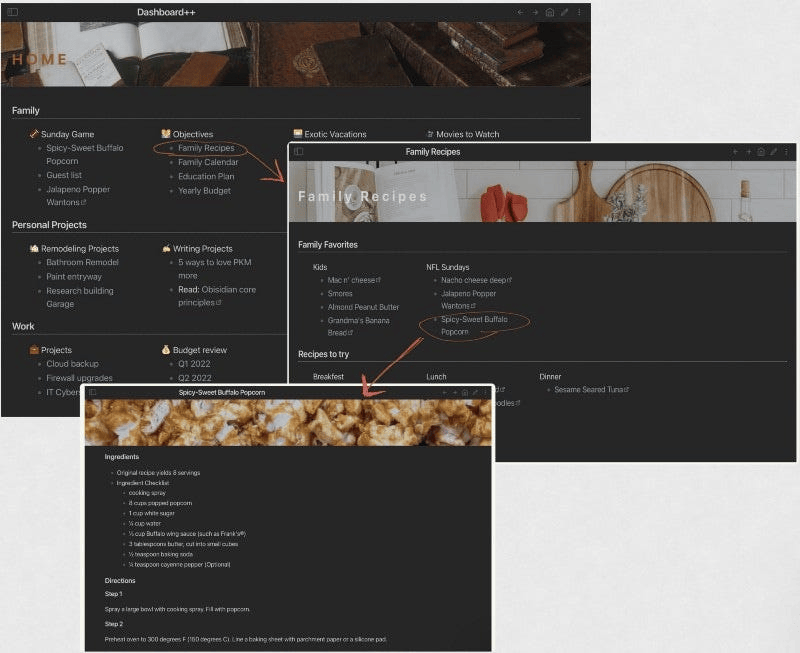 Dashboard++
HOME
Family
Sunday Game
Spicy-Sweet Buffalo
Popcorn
Guest list
Jalapeno Popper
Wantons
Objectives
Family Recipes
Family Calendar
Education Plan
Yearly Budget
Exotic Vacations
Movies to Watch
Personal Projects
Remodeling Projects
Bathroom Remodel
Paint entryway
Research building
Garage
Writing Projects
5 ways to love PKM
more
Read: Obisidian core
principles
Work
Projects
Cloud backup
Firewall upgrades
IT Cybers
Budget review
Q1 2022
Q2 2022
Family Recipes
Family Recipes
Family Favorites
Kids
Mac n' cheese
Smores
Almond Peanut Butter
Grandma's Banana
Bread
NFL Sundays
Nacho cheese deep
Jalapeno Popper
Wantons
Spicy-Sweet Buffalo
Popcorn
Recipes to try
Breakfast
Lunch
Dinner
Sesame Seared Tuna
Spicy-Sweet Buffalo Popcorn
Ingredients
Original recipe yields 8 servings
Ingredient Checklist
cooking spray
8 cups popped popcorn
1 cup white sugar
¼ cup water
⅓ cup Buffalo wing sauce (such as Frank's®)
3 tablespoons butter, cut into small cubes
½ teaspoon baking soda
¼ teaspoon cayenne pepper (Optional)
Directions
Step 1
Spray a large bowl with cooking spray. Fill with popcorn.
Step 2
Preheat oven to 300 degrees F (150 degrees C). Line a baking sheet with parchment paper or a silicone pad.